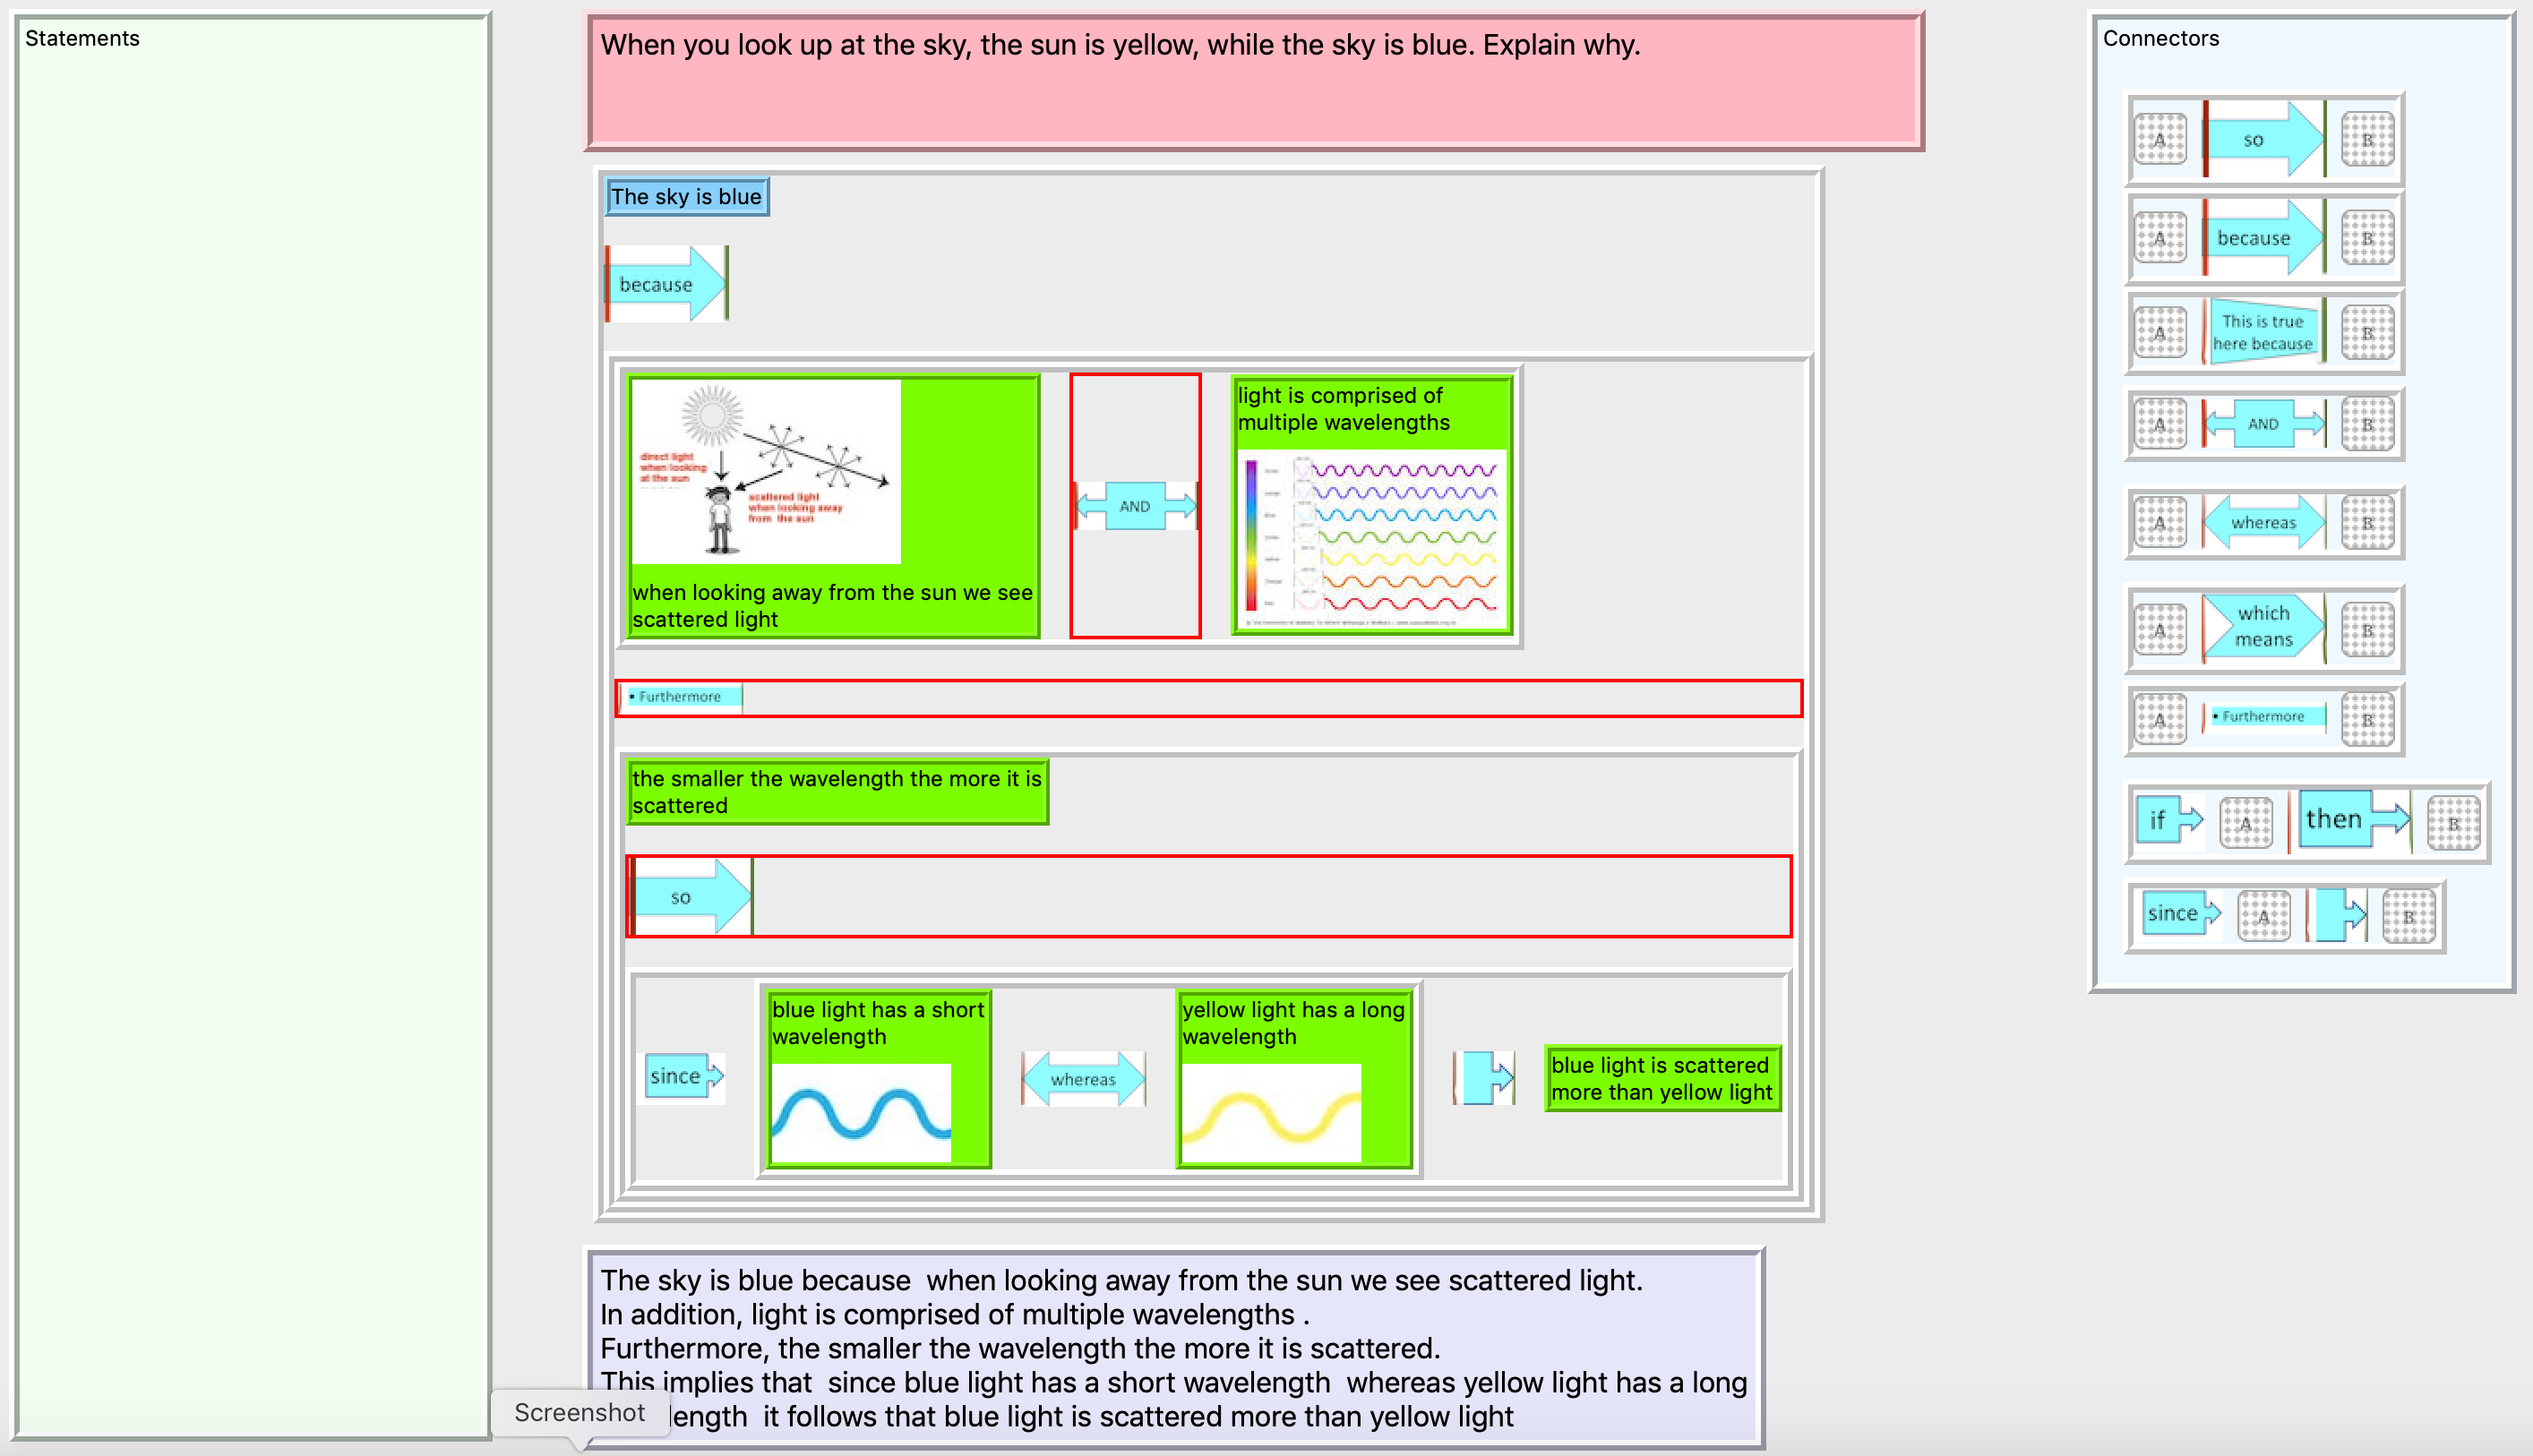 Statements
When you look up at the sky, the sun is yellow, while the sky is blue. Explain why.
The sky is blue
because
direct light
when looking
at the sun
scattered light
when looking away
from the sun
when looking away from the sun we see
scattered light
AND
light is comprised of
multiple wavelengths
• Furthermore
the smaller the wavelength the more it is
scattered
so
since
blue light has a short
wavelength
whereas
yellow light has a long
wavelength
blue light is scattered
more than yellow light
The sky is blue because  when looking away from the sun we see scattered light.
In addition, light is comprised of multiple wavelengths .
Furthermore, the smaller the wavelength the more it is scattered.
This implies that  since blue light has a short wavelength  whereas yellow light has a long
length  it follows that blue light is scattered more than yellow light
Screenshot
Connectors
A so B
A because B
A This is true
here because B
A AND B
A whereas B
A which
means B
A • Furthermore B
if A then B
since A B